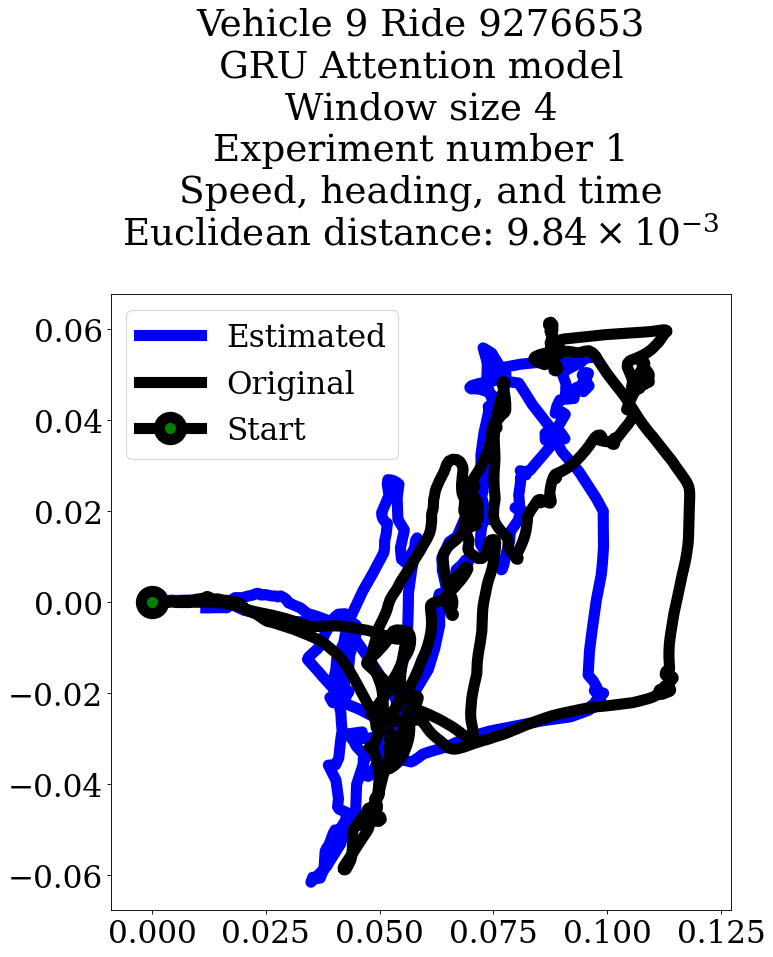 Vehicle 9 Ride 9276653
GRU Attention model
Window size 4
Experiment number 1
Speed, heading, and time
Euclidean distance: 9.84 × 10⁻³
Estimated
Original
Start
0.06
0.04
0.02
0.00
−0.02
−0.04
−0.06
0.000 0.025 0.050 0.075 0.100 0.125